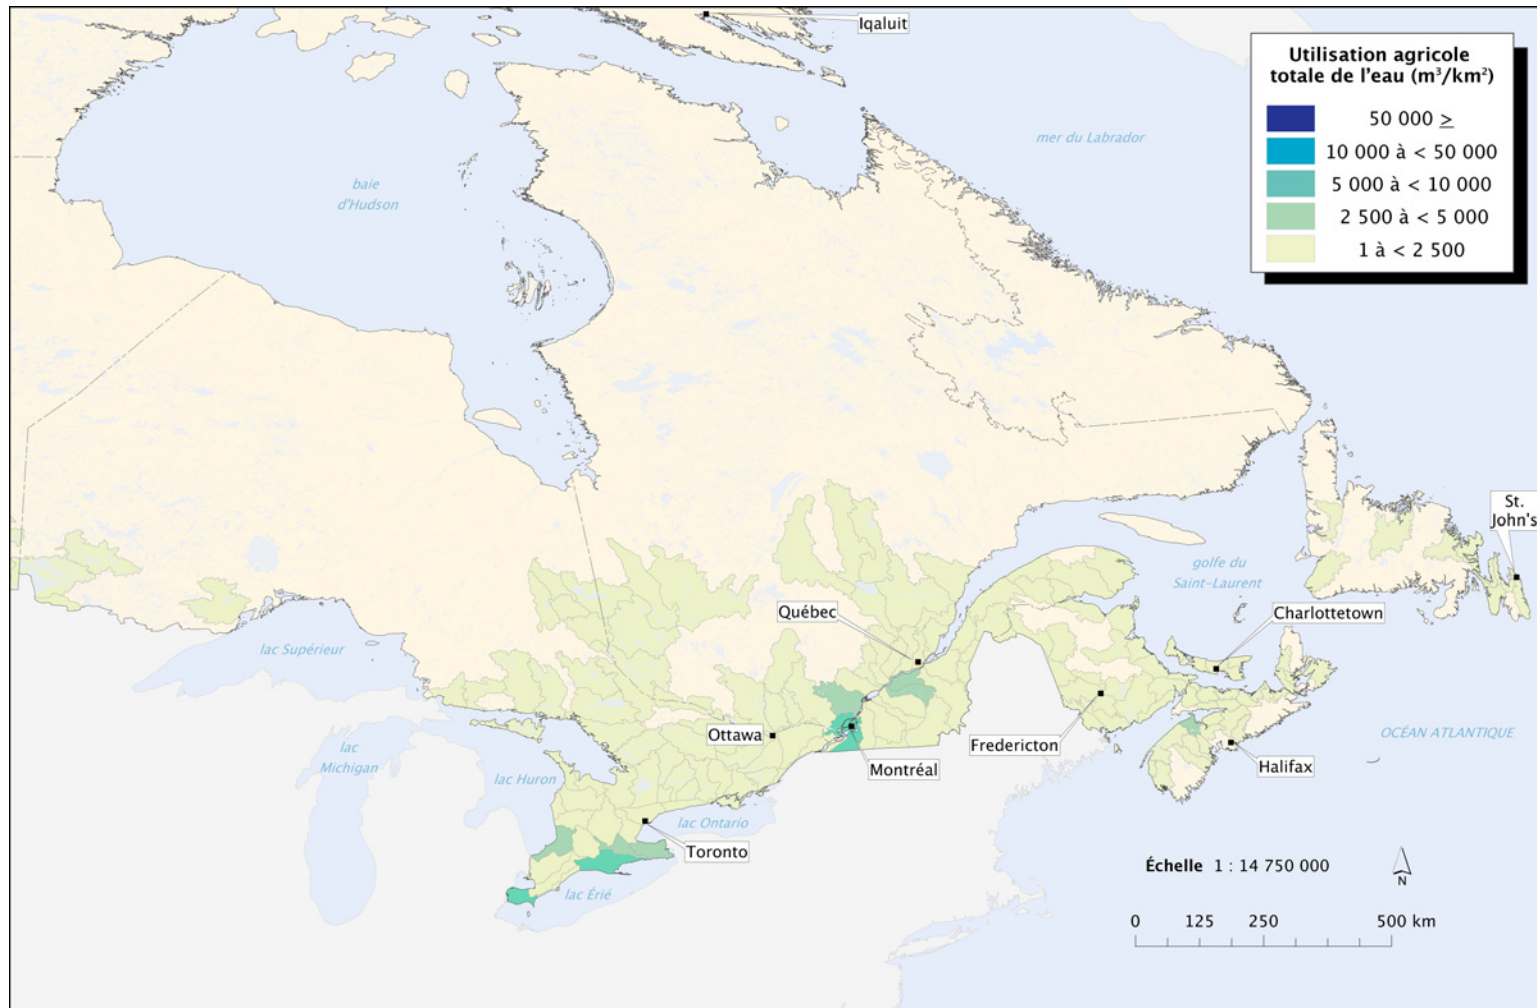 Iqaluit
Utilisation agricole
totale de l'eau (m³/km²)
50 000 ≥
10 000 à < 50 000
5 000 à < 10 000
2 500 à < 5 000
1 à < 2 500
mer du Labrador
baie
d'Hudson
St.
John's
golfe du
Saint-Laurent
Charlottetown
Québec
lac Supérieur
Ottawa
Fredericton
Montréal
Halifax
OCÉAN ATLANTIQUE
lac
Michigan
lac Huron
lac Ontario
Toronto
lac Érié
Échelle 1 : 14 750 000
N
0 125 250 500 km